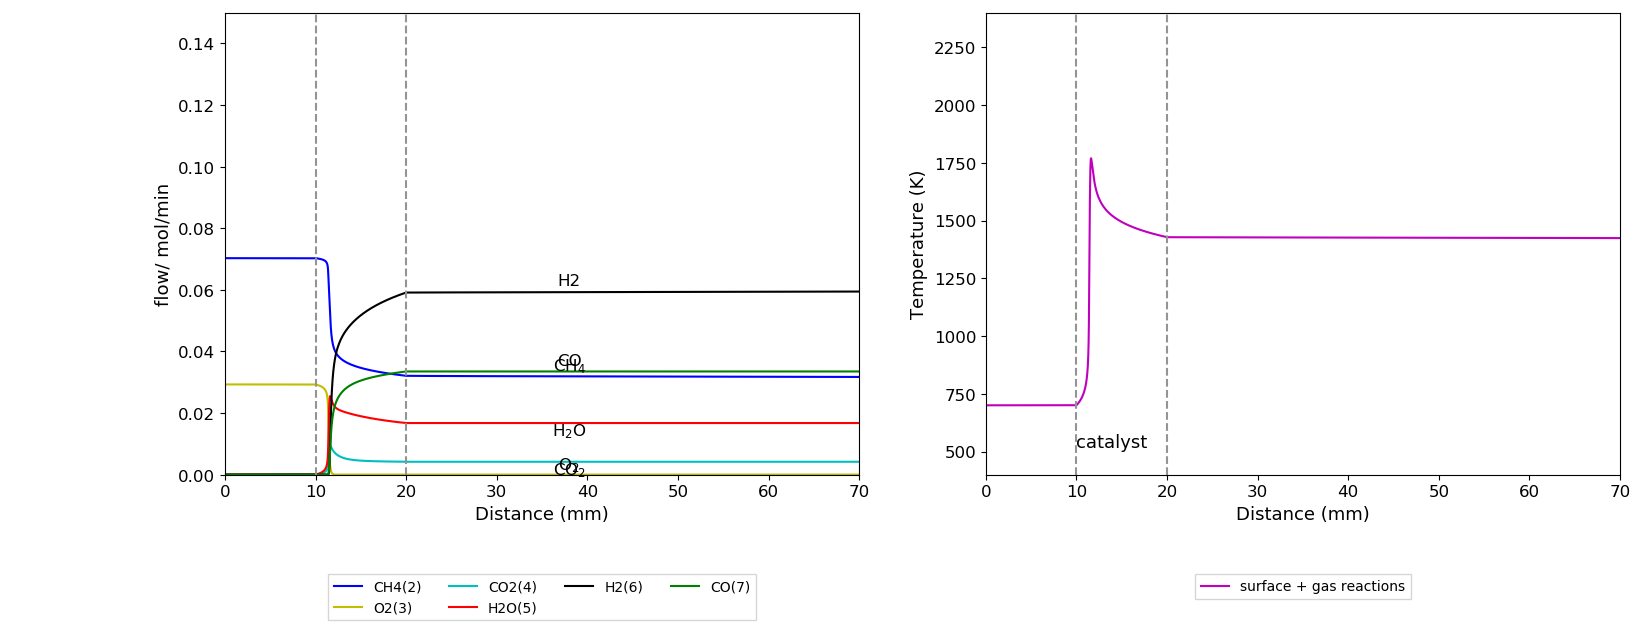 0.14
0.12
0.10
0.08
0.06
0.04
0.02
0.00
flow/ mol/min
H2
CO
CH4
H2O
O2
CO2
0 10 20 30 40 50 60 70
Distance (mm)
CH4(2) CO2(4) H2(6) CO(7)
O2(3) H2O(5)
2250
2000
1750
1500
1250
1000
750
500
Temperature (K)
catalyst
0 10 20 30 40 50 60 70
Distance (mm)
surface + gas reactions